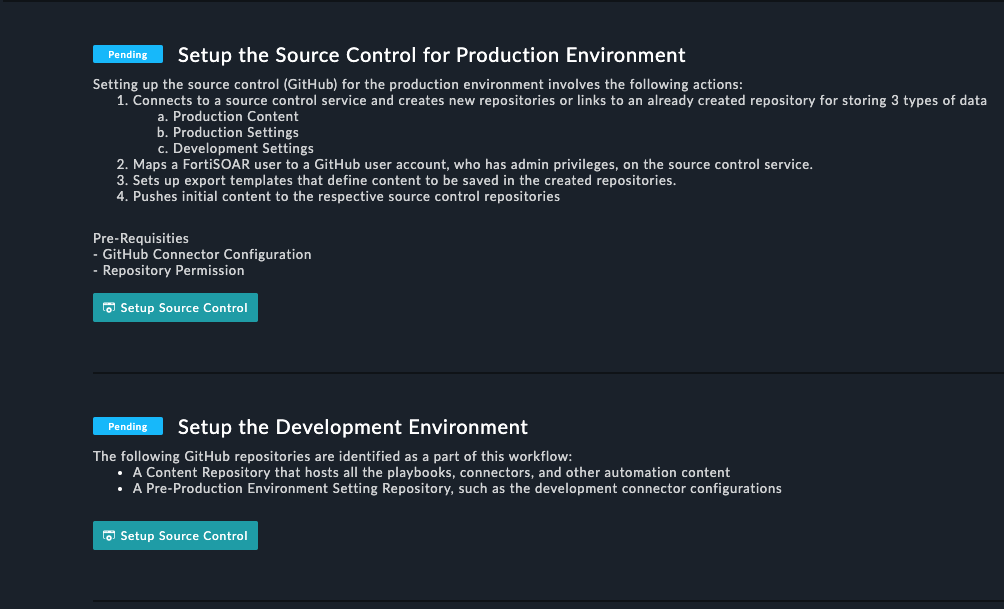 Pending Setup the Source Control for Production Environment
Setting up the source control (GitHub) for the production environment involves the following actions:
1. Connects to a source control service and creates new repositories or links to an already created repository for storing 3 types of data
a. Production Content
b. Production Settings
c. Development Settings
2. Maps a FortiSOAR user to a GitHub user account, who has admin privileges, on the source control service.
3. Sets up export templates that define content to be saved in the created repositories.
4. Pushes initial content to the respective source control repositories
Pre-Requisities
- GitHub Connector Configuration
- Repository Permission
Setup Source Control
Pending Setup the Development Environment
The following GitHub repositories are identified as a part of this workflow:
• A Content Repository that hosts all the playbooks, connectors, and other automation content
• A Pre-Production Environment Setting Repository, such as the development connector configurations
Setup Source Control